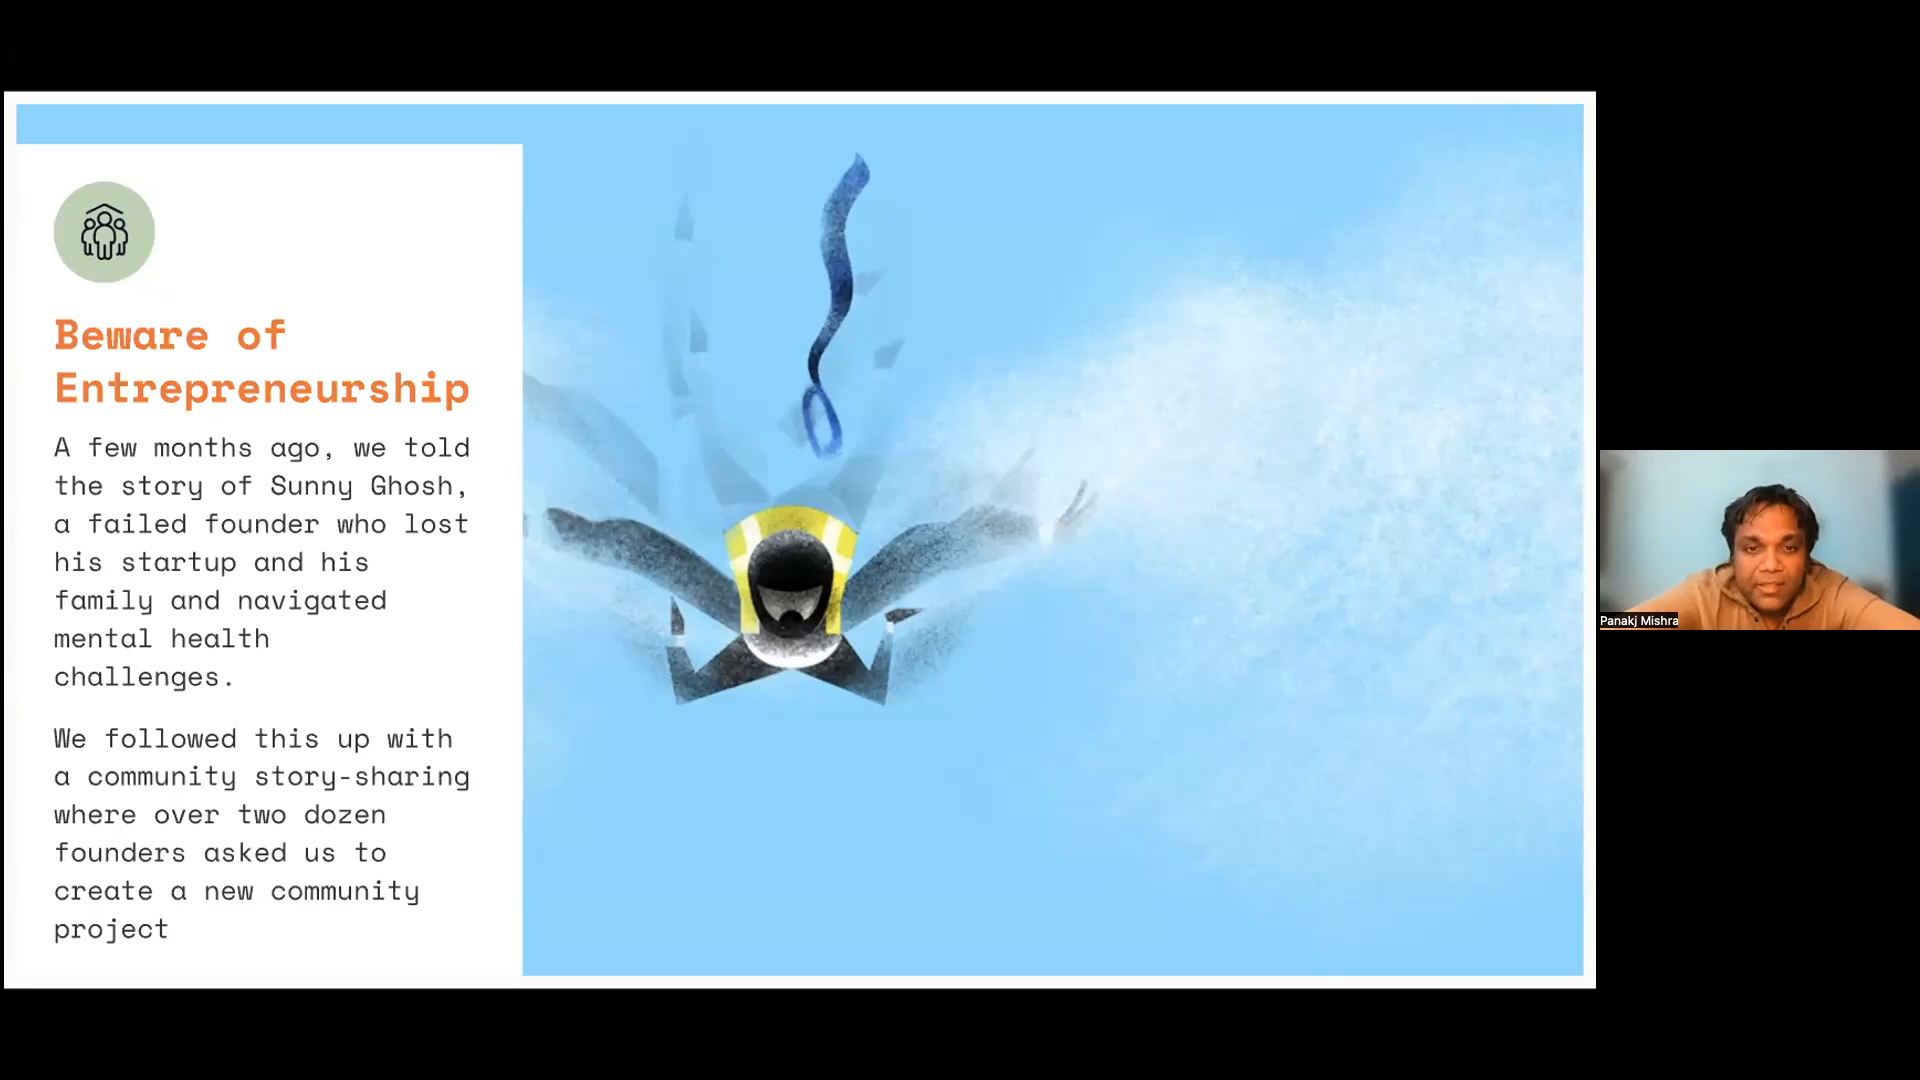 Beware of
Entrepreneurship
A few months ago, we told
the story of Sunny Ghosh,
a failed founder who lost
his startup and his
family and navigated
mental health
challenges.
We followed this up with
a community story-sharing
where over two dozen
founders asked us to
create a new community
project
Panakj Mishra